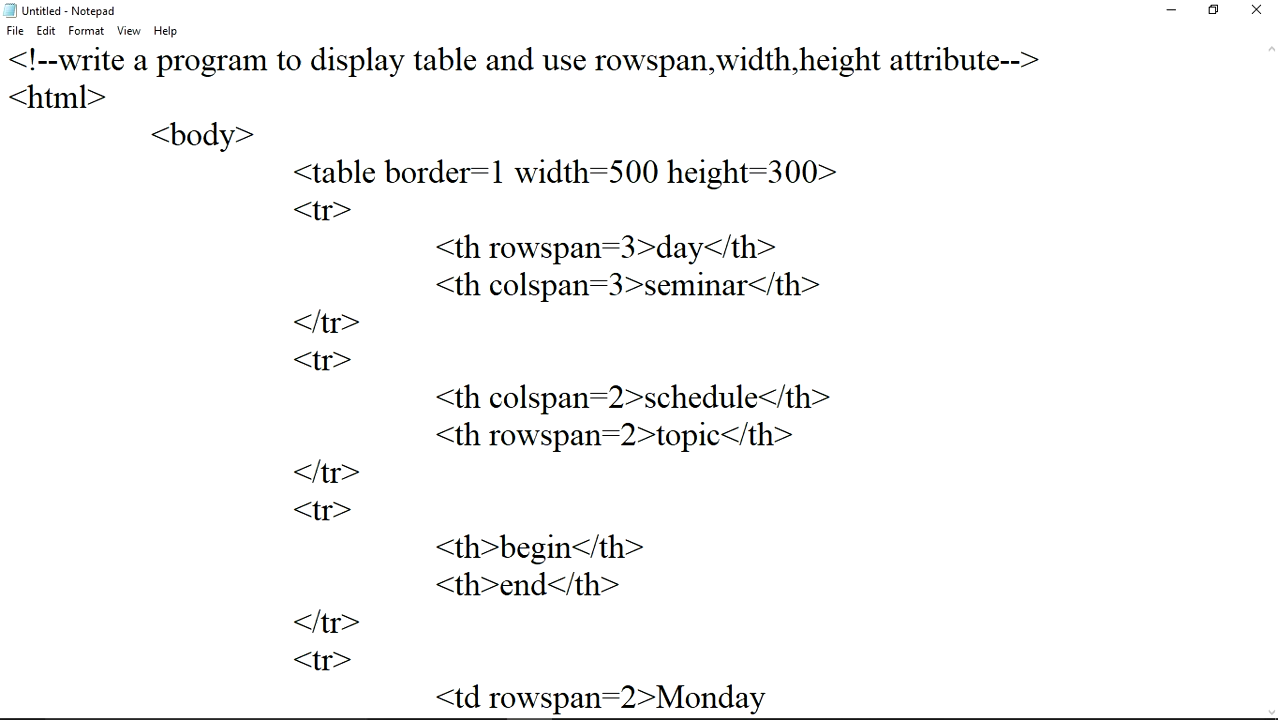 Untitled - Notepad
File Edit Format View Help
<!--write a program to display table and use rowspan,width,height attribute-->
<html>
<body>
<table border=1 width=500 height=300>
<tr>
<th rowspan=3>day</th>
<th colspan=3>seminar</th>
</tr>
<tr>
<th colspan=2>schedule</th>
<th rowspan=2>topic</th>
</tr>
<tr>
<th>begin</th>
<th>end</th>
</tr>
<tr>
<td rowspan=2>Monday